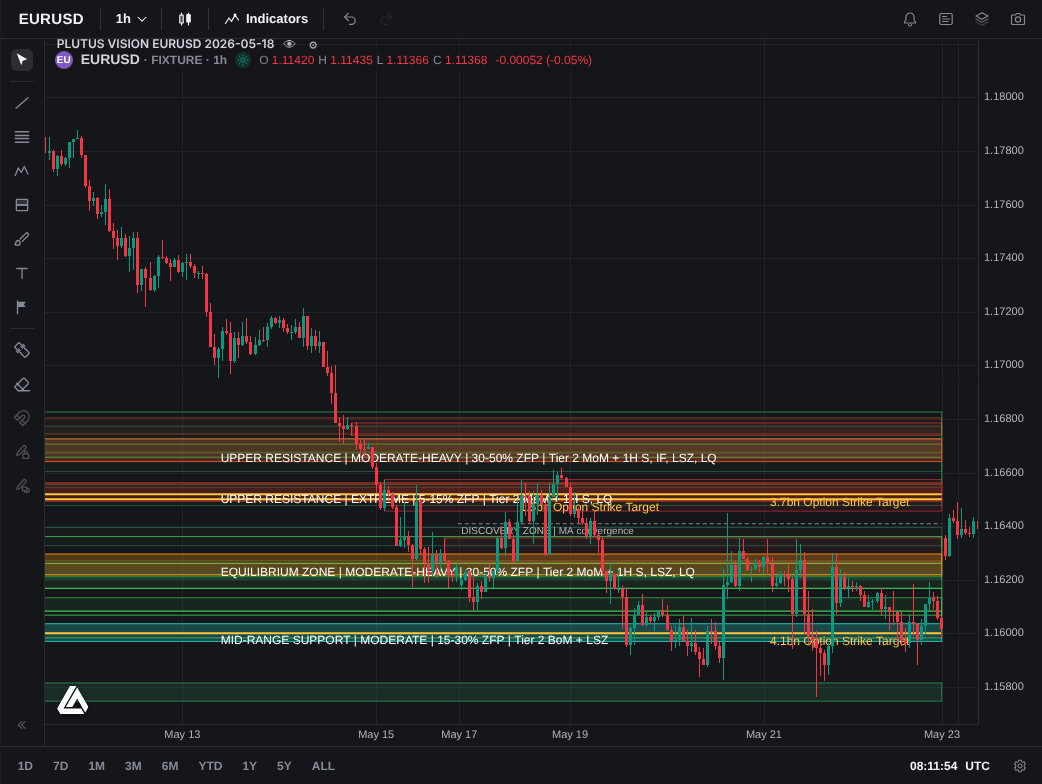 EURUSD 1h Indicators
PLUTUS VISION EURUSD 2026-05-18
EU EURUSD · FIXTURE · 1h O 1.11420 H 1.11435 L 1.11366 C 1.11368 -0.00052 (-0.05%)
1.18000
1.17800
1.17600
1.17400
1.17200
1.17000
1.16800
UPPER RESISTANCE | MODERATE-HEAVY | 30-50% ZFP | Tier 2 MoM + 1H S, IF, LSZ, LQ
1.16600
UPPER RESISTANCE | EXTREME | 5-15% ZFP | Tier 2 MoM + 1H S, LQ
Option Strike Target
3.7bn Option Strike Target
1.16400
DISCOVERY ZONE | MA convergence
EQUILIBRIUM ZONE | MODERATE-HEAVY | 30-50% ZFP | Tier 2 MoM + 1H S, LSZ, LQ
1.16200
1.16000
MID-RANGE SUPPORT | MODERATE | 15-30% ZFP | Tier 2 BoM + LSZ
4.1bn Option Strike Target
1.15800
May 13 May 15 May 17 May 19 May 21 May 23
1D 7D 1M 3M 6M YTD 1Y 5Y ALL 08:11:54 UTC